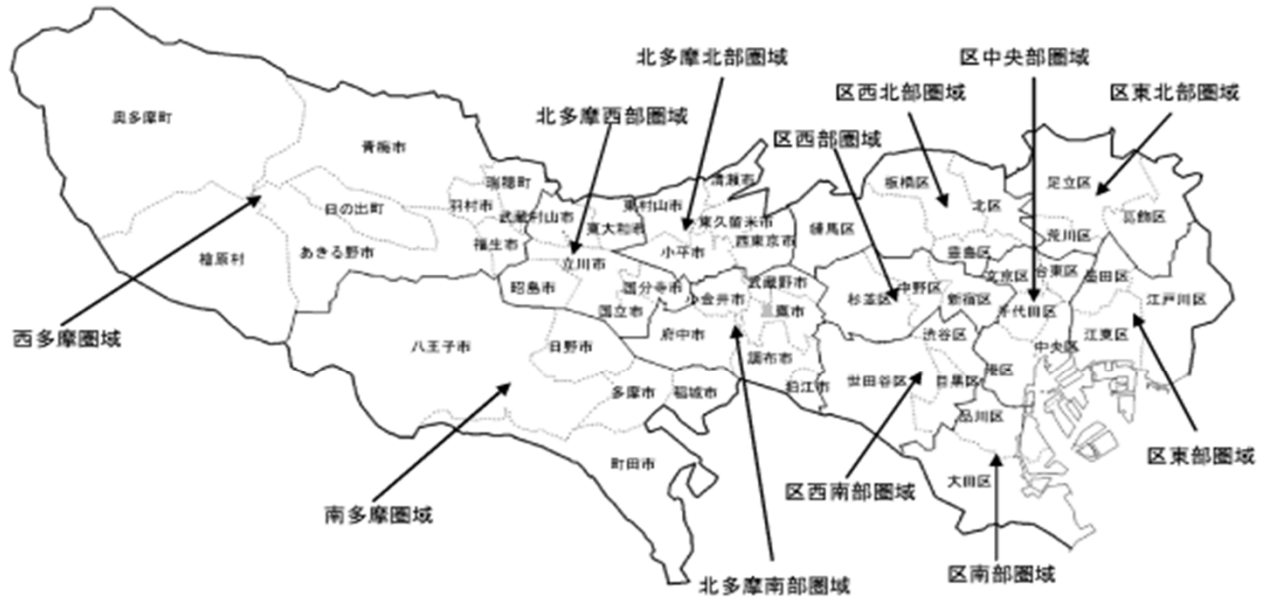 北多摩北部圏域
区中央部圏域
区西北部圏域
区東北部圏域
北多摩西部圏域
区西部圏域
奥多摩町
青梅市
瑞穂町
清瀬市
板橋区
足立区
羽村市
武蔵村山市
東村山市
北区
日の出町
東大和市
東久留米市
練馬区
葛飾区
福生市
小平市
西東京市
荒川区
檜原村
あきる野市
立川市
豊島区
昭島市
国分寺市
小金井市
武蔵野市
杉並区
中野区
新宿区
文京区
台東区
墨田区
江戸川区
国立市
三鷹市
千代田区
西多摩圏域
八王子市
日野市
府中市
調布市
渋谷区
中央区
江東区
多摩市
稲城市
狛江市
世田谷区
目黒区
港区
品川区
町田市
大田区
区東部圏域
区西南部圏域
南多摩圏域
北多摩南部圏域
区南部圏域